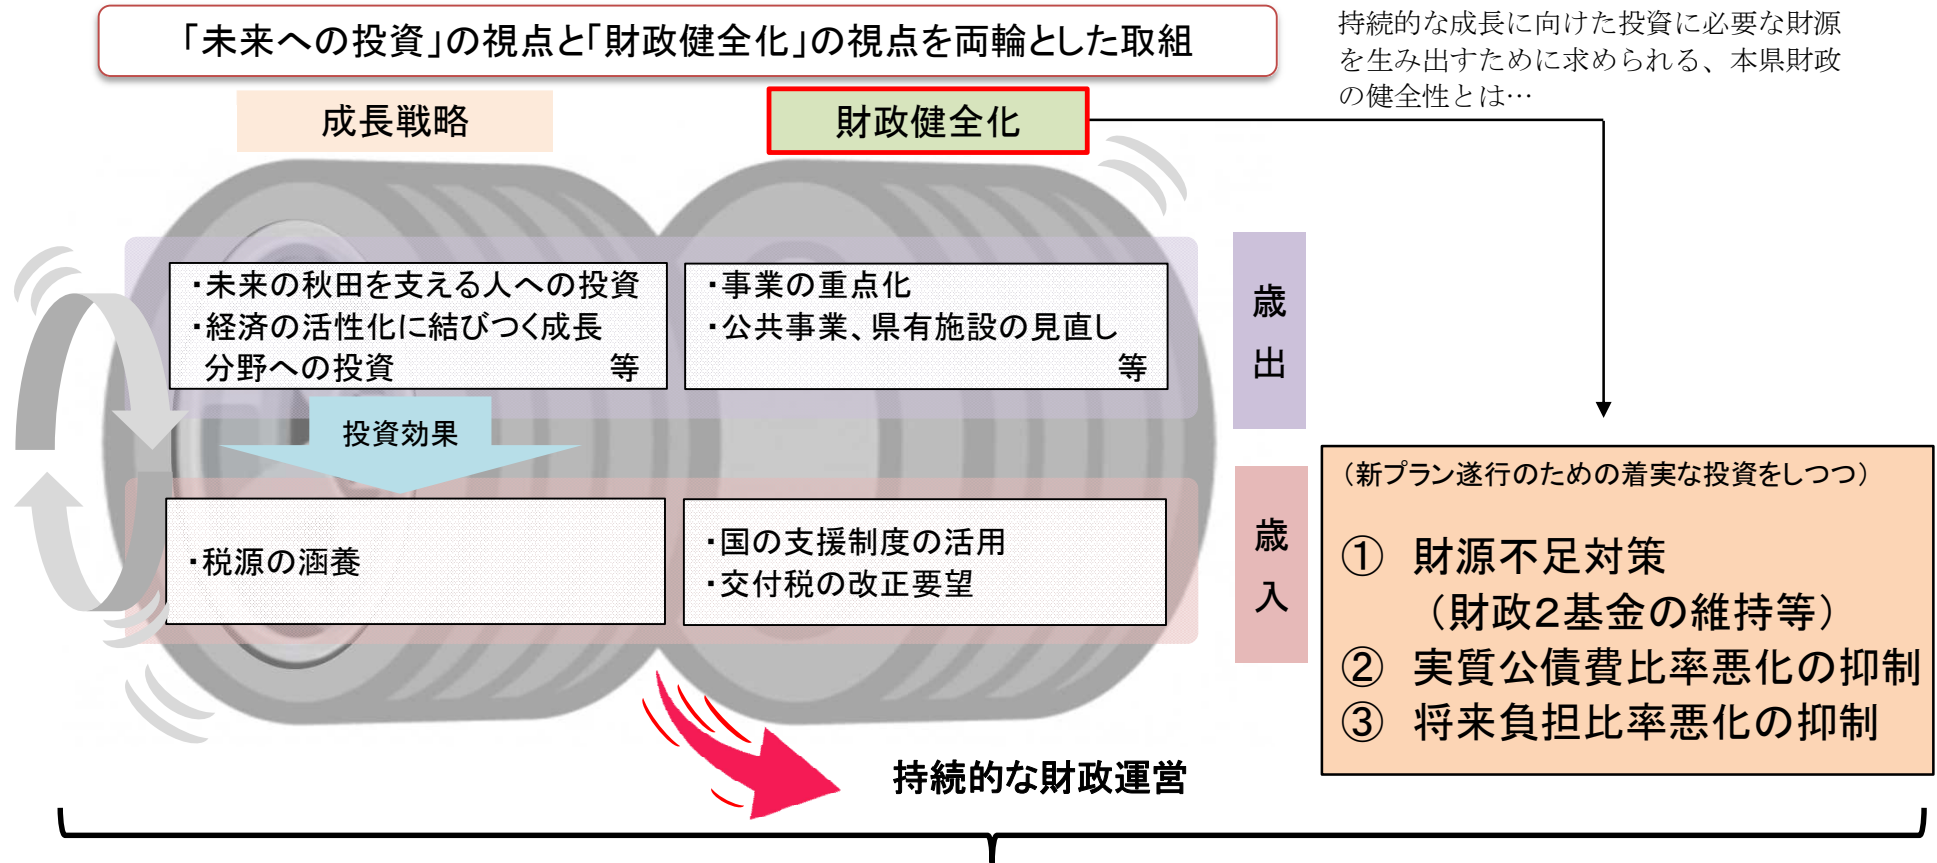 「未来への投資」の視点と「財政健全化」の視点を両輪とした取組
持続的な成長に向けた投資に必要な財源
を生み出すために求められる、本県財政
の健全性とは…
成長戦略
財政健全化
・未来の秋田を支える人への投資
・経済の活性化に結びつく成長
分野への投資 等
・事業の重点化
・公共事業、県有施設の見直し
等
歳出
投資効果
・税源の涵養
・国の支援制度の活用
・交付税の改正要望
歳入
（新プラン遂行のための着実な投資をしつつ）
① 財源不足対策
（財政２基金の維持等）
② 実質公債費比率悪化の抑制
③ 将来負担比率悪化の抑制
持続的な財政運営